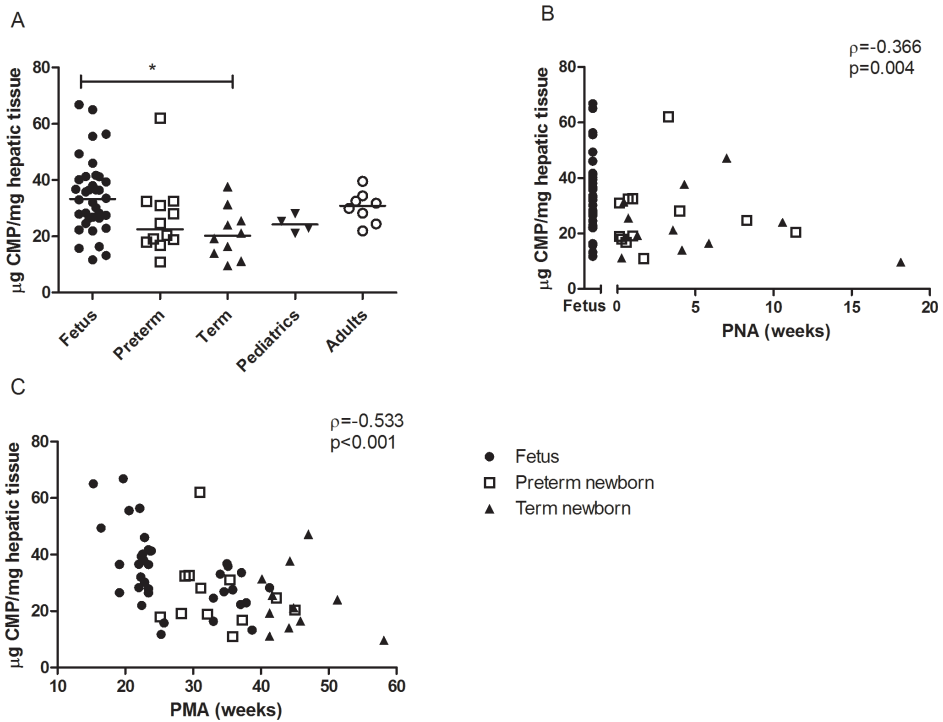 A
μg CMP/mg hepatic tissue
80
60
40
20
0
*
Fetus
Preterm
Term
Pediatrics
Adults
B
ρ=-0.366
p=0.004
μg CMP/mg hepatic tissue
80
60
40
20
0
Fetus 0 5 10 15 20
PNA (weeks)
C
ρ=-0.533
p<0.001
μg CMP/mg hepatic tissue
80
60
40
20
0
10 20 30 40 50 60
PMA (weeks)
Fetus
Preterm newborn
Term newborn